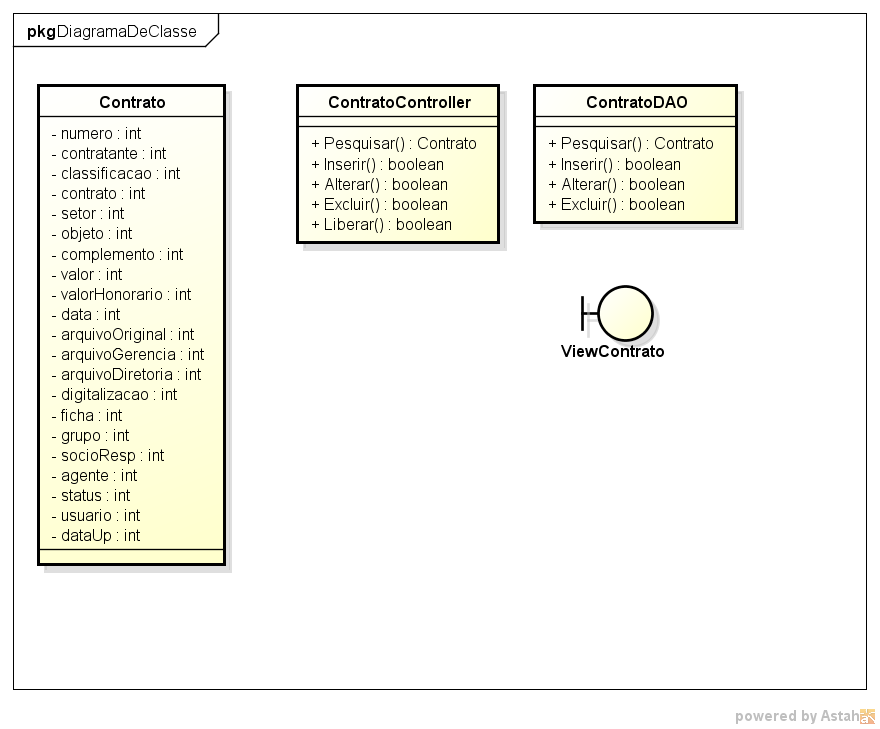 pkgDiagramaDeClasse
Contrato
- numero : int
- contratante : int
- classificacao : int
- contrato : int
- setor : int
- objeto : int
- complemento : int
- valor : int
- valorHonorario : int
- data : int
- arquivoOriginal : int
- arquivoGerencia : int
- arquivoDiretoria : int
- digitalizacao : int
- ficha : int
- grupo : int
- socioResp : int
- agente : int
- status : int
- usuario : int
- dataUp : int
ContratoController
+ Pesquisar() : Contrato
+ Inserir() : boolean
+ Alterar() : boolean
+ Excluir() : boolean
+ Liberar() : boolean
ContratoDAO
+ Pesquisar() : Contrato
+ Inserir() : boolean
+ Alterar() : boolean
+ Excluir() : boolean
ViewContrato
powered by Astah